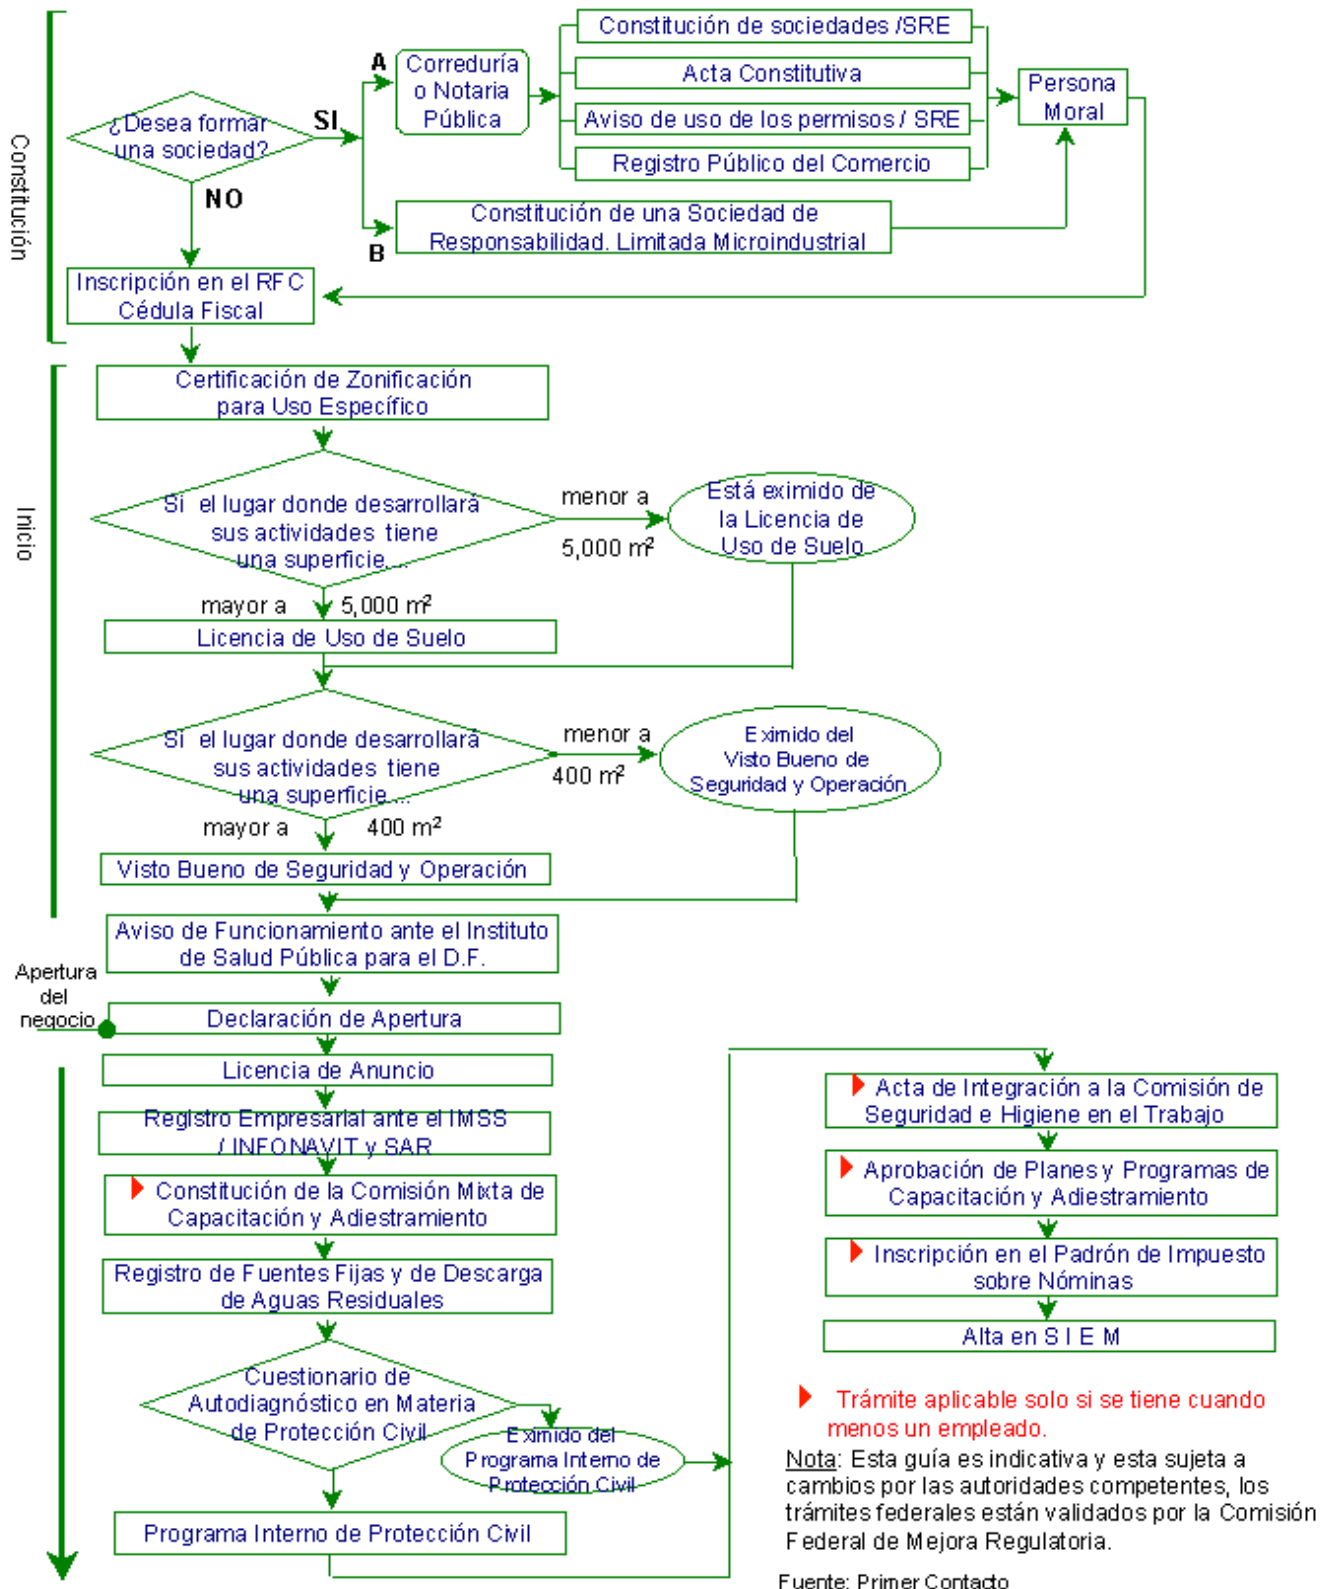 Constitución
¿Desea formar
una sociedad?
SI
NO
A
B
Correduría
o Notaria
Pública
Constitución de sociedades /SRE
Acta Constitutiva
Aviso de uso de los permisos / SRE
Registro Público del Comercio
Persona
Moral
Constitución de una Sociedad de
Responsabilidad. Limitada Microindustrial
Inscripción en el RFC
Cédula Fiscal
Inicio
Certificación de Zonificación
para Uso Específico
Si el lugar donde desarrollará
sus actividades tiene
una superficie....
menor a
5,000 m²
Está eximido de
la Licencia de
Uso de Suelo
mayor a 5,000 m²
Licencia de Uso de Suelo
Si el lugar donde desarrollará
sus actividades tiene
una superficie....
menor a
400 m²
Eximido del
Visto Bueno de
Seguridad y Operación
mayor a 400 m²
Visto Bueno de Seguridad y Operación
Aviso de Funcionamiento ante el Instituto
de Salud Pública para el D.F.
Apertura
del
negocio
Declaración de Apertura
Licencia de Anuncio
Registro Empresarial ante el IMSS
/ INFONAVIT y SAR
Constitución de la Comisión Mixta de
Capacitación y Adiestramiento
Registro de Fuentes Fijas y de Descarga
de Aguas Residuales
Cuestionario de
Autodiagnóstico en Materia
de Protección Civil
Eximido del
Programa Interno de
Protección Civil
Programa Interno de Protección Civil
Acta de Integración a la Comisión de
Seguridad e Higiene en el Trabajo
Aprobación de Planes y Programas de
Capacitación y Adiestramiento
Inscripción en el Padrón de Impuesto
sobre Nóminas
Alta en S I E M
Trámite aplicable solo si se tiene cuando
menos un empleado.
Nota: Esta guía es indicativa y esta sujeta a
cambios por las autoridades competentes, los
trámites federales están validados por la Comisión
Federal de Mejora Regulatoria.
Fuente: Primer Contacto